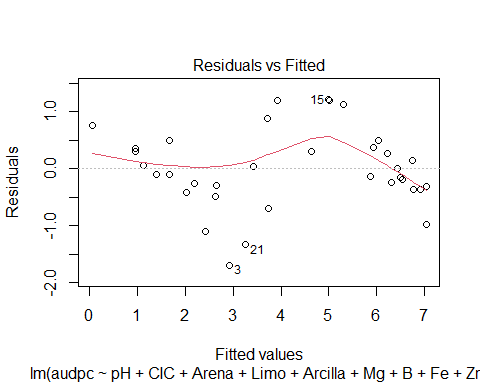 Residuals vs Fitted
Residuals
1.0
0.0
-1.0
-2.0
15
21
3
0 1 2 3 4 5 6 7
Fitted values
lm(audpc ~ pH + CIC + Arena + Limo + Arcilla + Mg + B + Fe + Zn